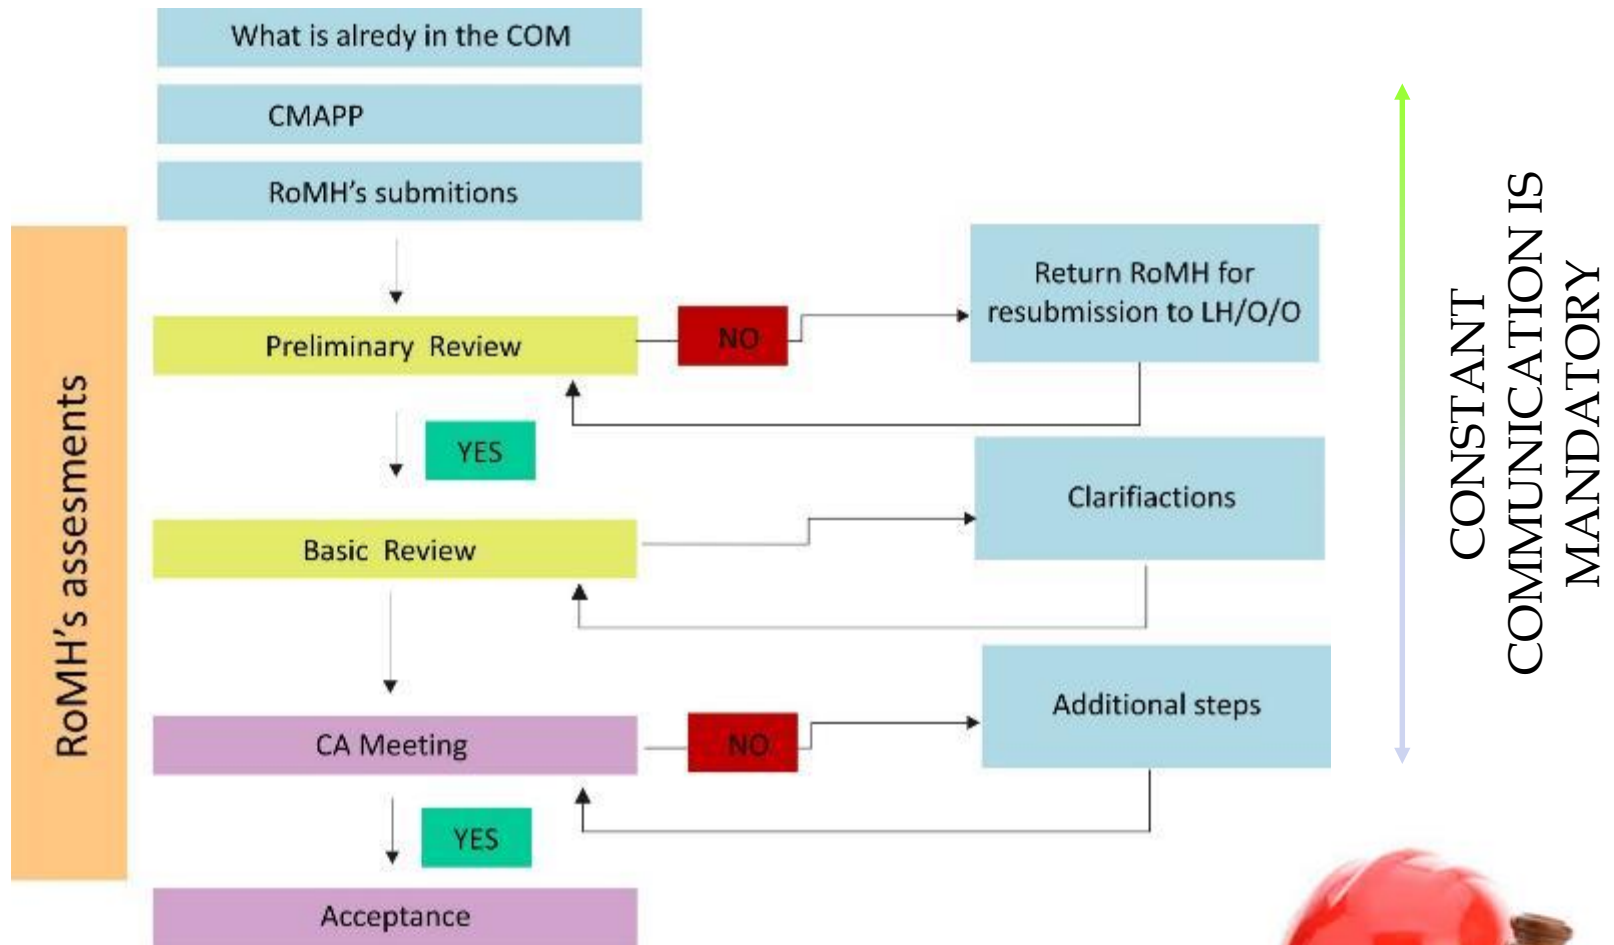 What is alredy in the COM
CMAPP
RoMH's submitions
RoMH's assessments
Preliminary Review
NO
Return RoMH for
resubmission to LH/O/O
YES
Basic Review
Clarifiactions
CA Meeting
NO
Additional steps
YES
Acceptance
CONSTANT
COMMUNICATION IS
MANDATORY